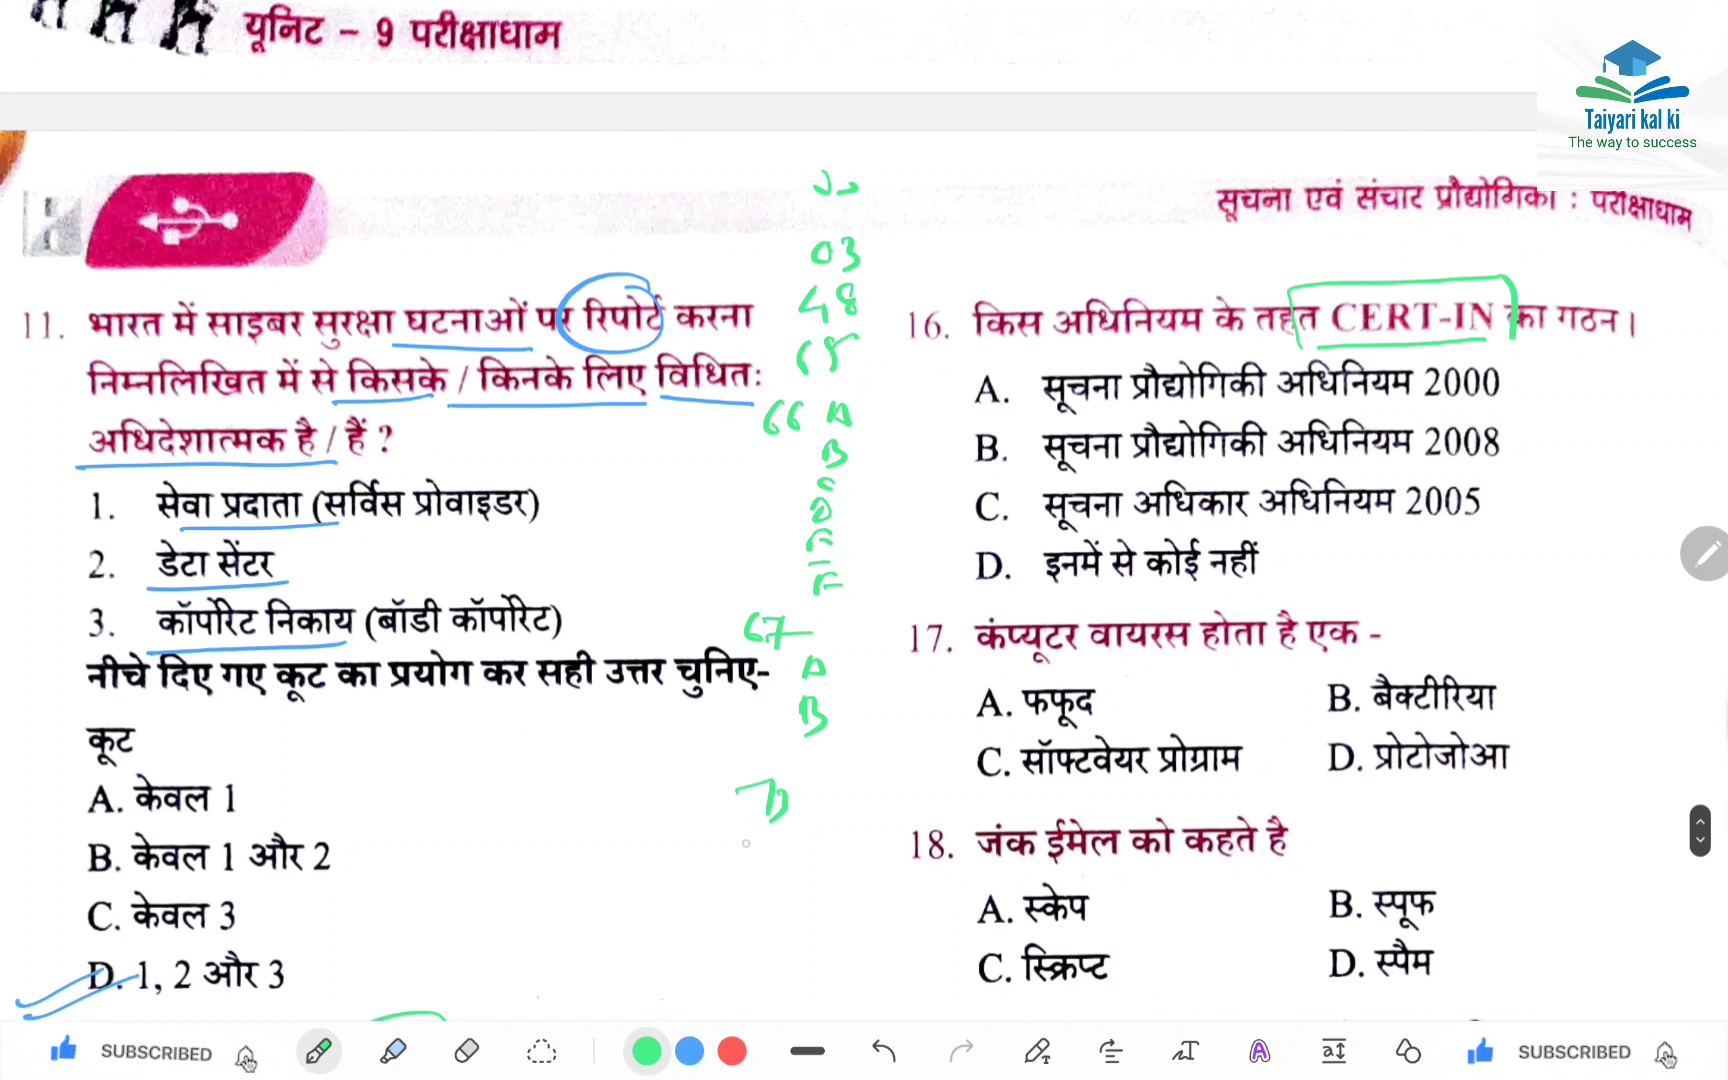 यूनिट – 9 परीक्षाधाम
Taiyari kal ki
The way to success
सूचना एवं संचार प्रौद्योगिका : परीक्षाधाम
11. भारत में साइबर सुरक्षा घटनाओं पर रिपोर्ट करना
निम्नलिखित में से किसके / किनके लिए विधितः
अधिदेशात्मक है / हैं ?
1. सेवा प्रदाता (सर्विस प्रोवाइडर)
2. डेटा सेंटर
3. कॉर्पोरेट निकाय (बॉडी कॉर्पोरेट)
नीचे दिए गए कूट का प्रयोग कर सही उत्तर चुनिए-
कूट
A. केवल 1
B. केवल 1 और 2
C. केवल 3
D. 1, 2 और 3
03
48
65
66 A
B
C
D
E
F
67
A
B
16. किस अधिनियम के तहत CERT-IN का गठन।
A. सूचना प्रौद्योगिकी अधिनियम 2000
B. सूचना प्रौद्योगिकी अधिनियम 2008
C. सूचना अधिकार अधिनियम 2005
D. इनमें से कोई नहीं
17. कंप्यूटर वायरस होता है एक -
A. फफूद
B. बैक्टीरिया
C. सॉफ्टवेयर प्रोग्राम
D. प्रोटोजोआ
18. जंक ईमेल को कहते है
A. स्केप
B. स्पूफ
C. स्क्रिप्ट
D. स्पैम
SUBSCRIBED
SUBSCRIBED